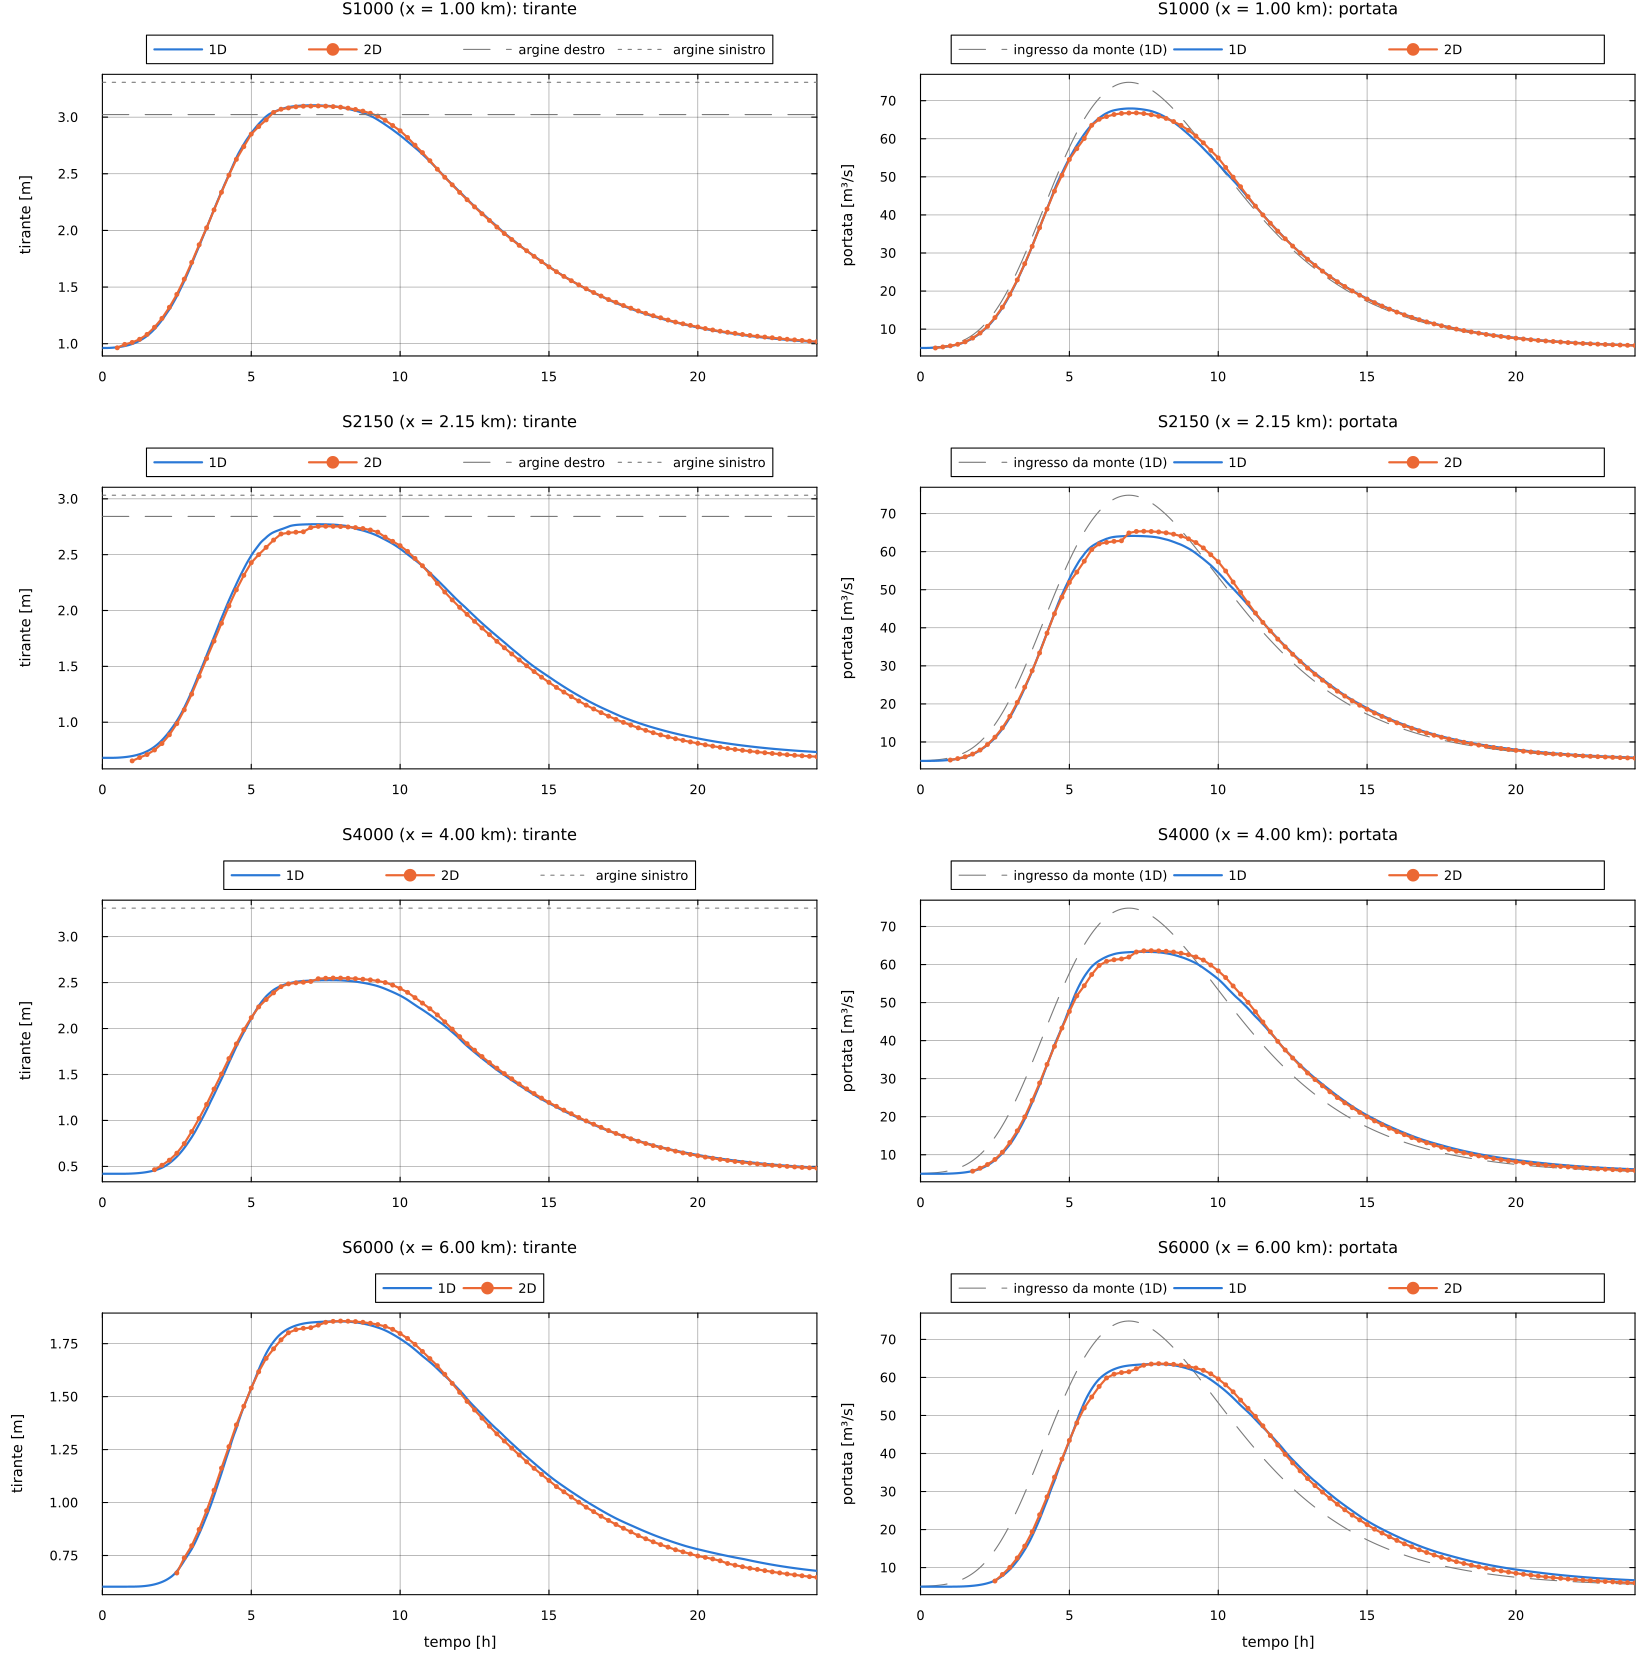 S1000 (x = 1.00 km): tirante
1D 2D argine destro argine sinistro
tirante [m]
3.0
2.5
2.0
1.5
1.0
0 5 10 15 20
S1000 (x = 1.00 km): portata
ingresso da monte (1D) 1D 2D
portata [m³/s]
70
60
50
40
30
20
10
0 5 10 15 20
S2150 (x = 2.15 km): tirante
1D 2D argine destro argine sinistro
tirante [m]
3.0
2.5
2.0
1.5
1.0
0 5 10 15 20
S2150 (x = 2.15 km): portata
ingresso da monte (1D) 1D 2D
portata [m³/s]
70
60
50
40
30
20
10
0 5 10 15 20
S4000 (x = 4.00 km): tirante
1D 2D argine sinistro
tirante [m]
3.0
2.5
2.0
1.5
1.0
0.5
0 5 10 15 20
S4000 (x = 4.00 km): portata
ingresso da monte (1D) 1D 2D
portata [m³/s]
70
60
50
40
30
20
10
0 5 10 15 20
S6000 (x = 6.00 km): tirante
1D 2D
tirante [m]
1.75
1.50
1.25
1.00
0.75
0 5 10 15 20
tempo [h]
S6000 (x = 6.00 km): portata
ingresso da monte (1D) 1D 2D
portata [m³/s]
70
60
50
40
30
20
10
0 5 10 15 20
tempo [h]